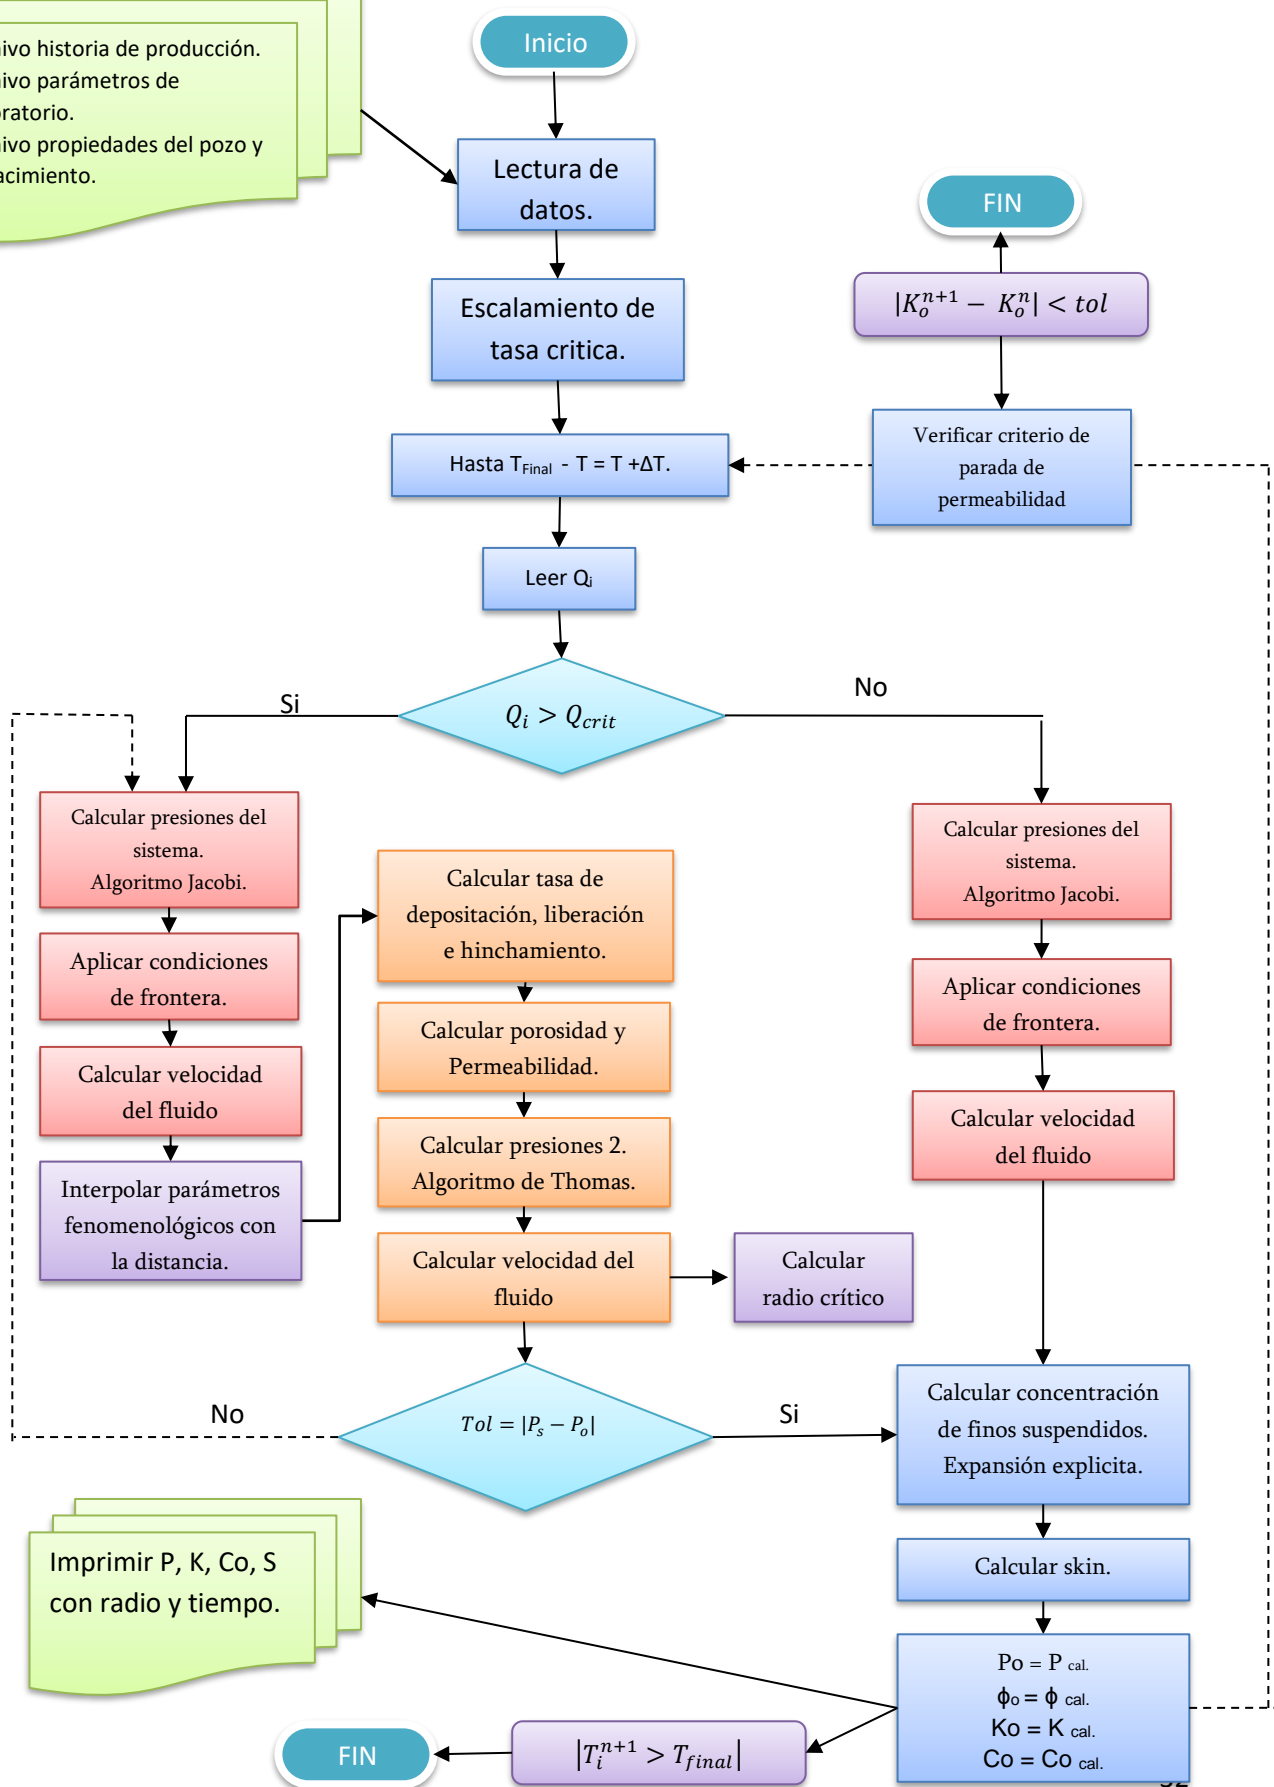 Inicio
ivo historia de producción.
ivo parámetros de
oratorio.
ivo propiedades del pozo y
acimiento.
Lectura de
datos.
FIN
Escalamiento de
tasa critica.
|K_o^{n+1} − K_o^n| < tol
Hasta T_Final - T = T +ΔT.
Verificar criterio de
parada de
permeabilidad
Leer Qᵢ
Q_i > Q_crit
Si
No
Calcular presiones del
sistema.
Algoritmo Jacobi.
Aplicar condiciones
de frontera.
Calcular velocidad
del fluido
Interpolar parámetros
fenomenológicos con
la distancia.
Calcular tasa de
depositación, liberación
e hinchamiento.
Calcular porosidad y
Permeabilidad.
Calcular presiones 2.
Algoritmo de Thomas.
Calcular velocidad del
fluido
Calcular
radio crítico
Calcular presiones del
sistema.
Algoritmo Jacobi.
Aplicar condiciones
de frontera.
Calcular velocidad
del fluido
No
Tol = |P_s − P_o|
Si
Calcular concentración
de finos suspendidos.
Expansión explicita.
Calcular skin.
Imprimir P, K, Co, S
con radio y tiempo.
Po = P cal.
ϕo = ϕ cal.
Ko = K cal.
Co = Co cal.
FIN
|T_i^{n+1} > T_final|